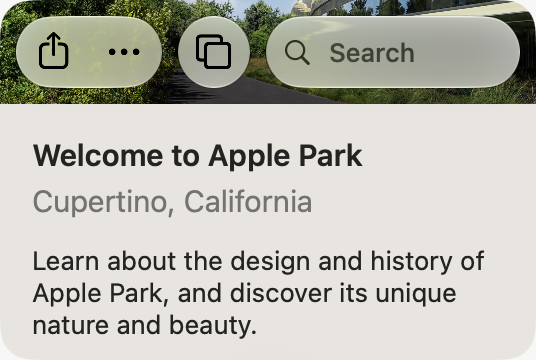 Search
Welcome to Apple Park
Cupertino, California
Learn about the design and history of
Apple Park, and discover its unique
nature and beauty.